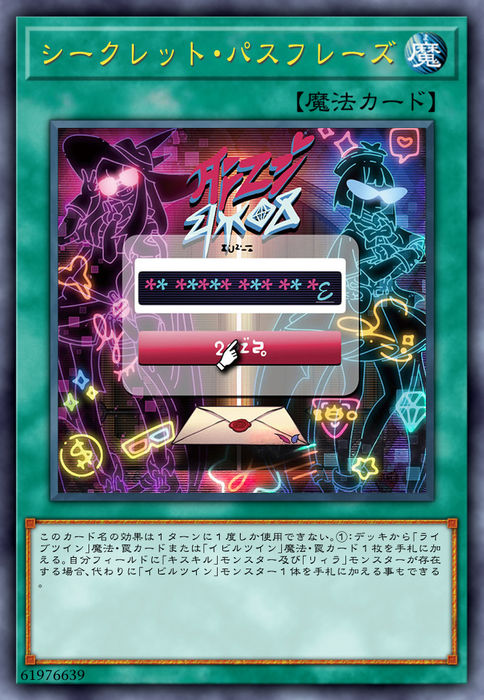 シークレット・パスフレーズ 魔
【魔法カード】
** ***** *** ** *
このカード名の効果は１ターンに１度しか使用できない。①：デッキから「ライ
ブツイン」魔法・罠カードまたは「イビルツイン」魔法・罠カード１枚を手札に加
える。自分フィールドに「キスキル」モンスター及び「リィラ」モンスターが存在
する場合、代わりに「イビルツイン」モンスター１体を手札に加える事もできる
。
61976639